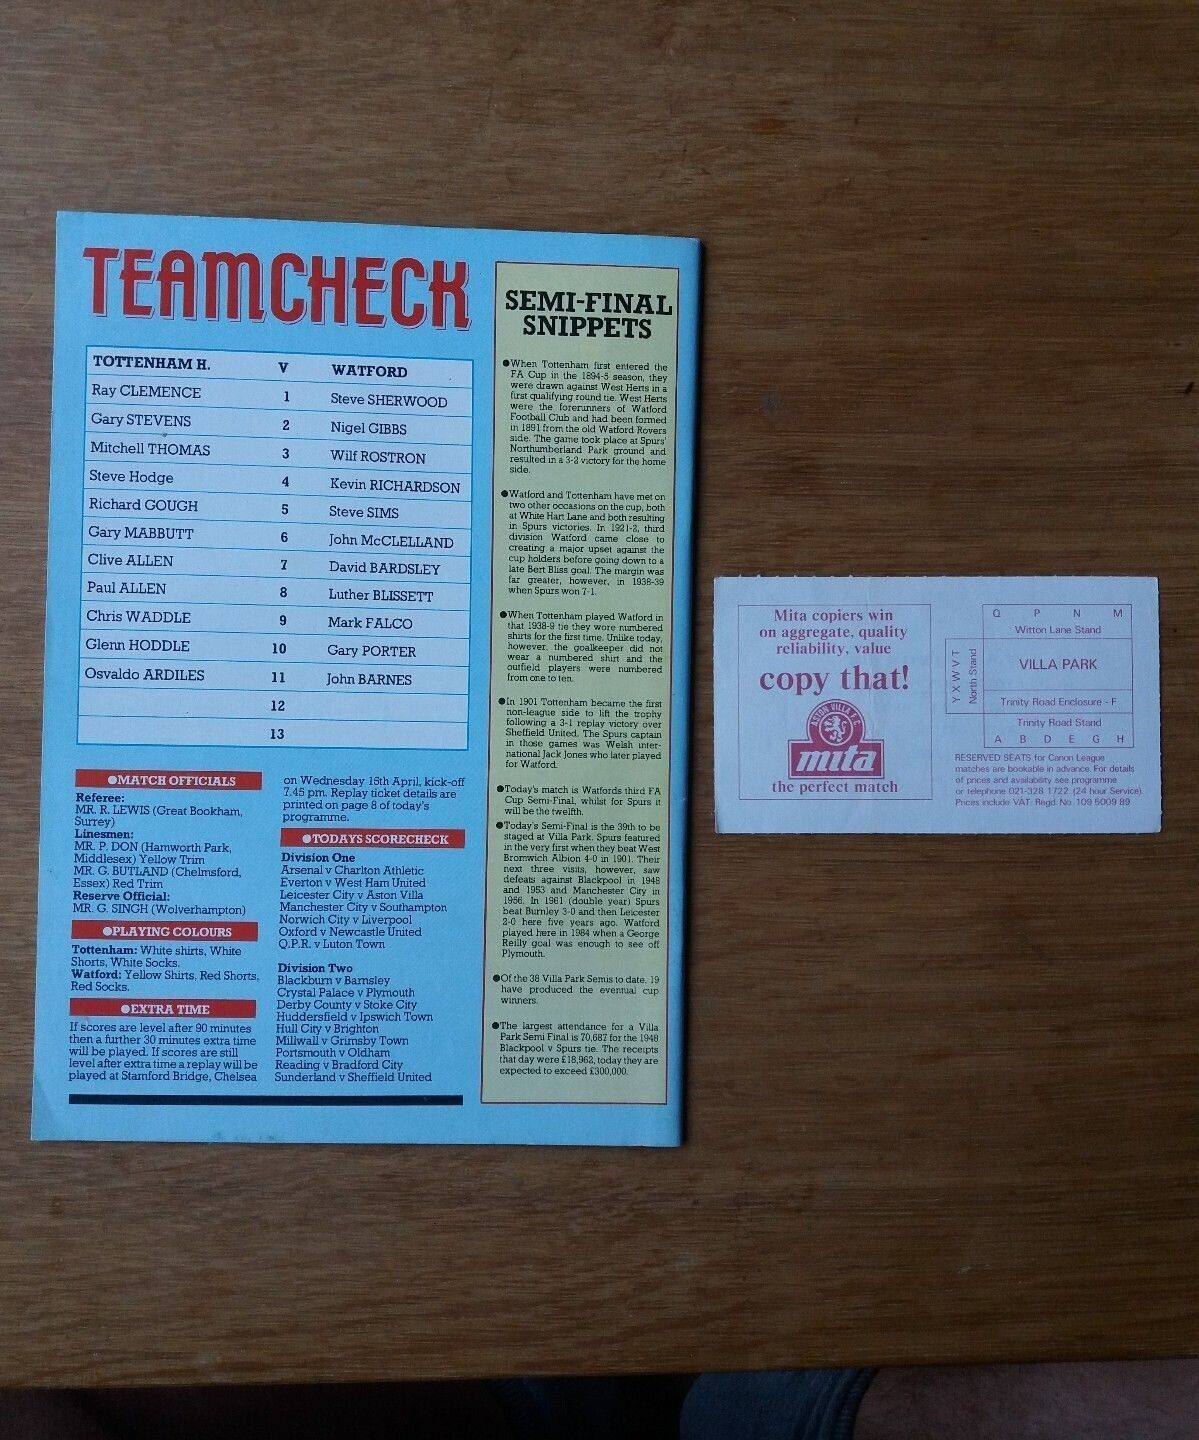 TEAMCHECK
TOTTENHAM H. V WATFORD
Ray CLEMENCE 1 Steve SHERWOOD
Gary STEVENS 2 Nigel GIBBS
Mitchell THOMAS 3 Wilf ROSTRON
Steve Hodge 4 Kevin RICHARDSON
Richard GOUGH 5 Steve SIMS
Gary MABBUTT 6 John McCLELLAND
Clive ALLEN 7 David BARDSLEY
Paul ALLEN 8 Luther BLISSETT
Chris WADDLE 9 Mark FALCO
Glenn HODDLE 10 Gary PORTER
Osvaldo ARDILES 11 John BARNES
12
13
●MATCH OFFICIALS
Referee:
MR. R. LEWIS (Great Bookham,
Surrey)
Linesmen:
MR. P. DON (Hamworth Park,
Middlesex) Yellow Trim
MR. G. BUTLAND (Chelmsford,
Essex) Red Trim
Reserve Official:
MR. G. SINGH (Wolverhampton)
●PLAYING COLOURS
Tottenham: White shirts, White
Shorts, White Socks.
Watford: Yellow Shirts, Red Shorts,
Red Socks.
●EXTRA TIME
If scores are level after 90 minutes
then a further 30 minutes extra time
will be played. If scores are still
level after extra time a replay will be
played at Stamford Bridge, Chelsea
on Wednesday 15th April, kick-off
7.45 pm. Replay ticket details are
printed on page 8 of today's
programme.
●TODAYS SCORECHECK
Division One
Arsenal v Charlton Athletic
Everton v West Ham United
Leicester City v Aston Villa
Manchester City v Southampton
Norwich City v Liverpool
Oxford v Newcastle United
Q.P.R. v Luton Town
Division Two
Blackburn v Barnsley
Crystal Palace v Plymouth
Derby County v Stoke City
Huddersfield v Ipswich Town
Hull City v Brighton
Millwall v Grimsby Town
Portsmouth v Oldham
Reading v Bradford City
Sunderland v Sheffield United
SEMI-FINAL
SNIPPETS
●When Tottenham first entered the
FA Cup in the 1894-5 season, they
were drawn against West Herts in a
first qualifying round tie. West Herts
were the forerunners of Watford
Football Club and had been formed
in 1891 from the old Watford Rovers
side. The game took place at Spurs'
Northumberland Park ground and
resulted in a 3-2 victory for the home
side.
●Watford and Tottenham have met on
two other occasions on the cup, both
at White Hart Lane and both resulting
in Spurs victories. In 1921-2, third
division Watford came close to
creating a major upset against the
cup holders before going down to a
late Bert Bliss goal. The margin was
far greater, however, in 1938-39
when Spurs won 7-1.
●When Tottenham played Watford in
that 1938-9 tie they were numbered
shirts for the first time. Unlike today,
however, the goalkeeper did not
wear a numbered shirt and the
outfield players were numbered
from one to ten.
●In 1901 Tottenham became the first
non-league side to lift the trophy
following a 3-1 replay victory over
Sheffield United. The Spurs captain
in those games was Welsh inter-
national Jack Jones who later played
for Watford.
●Today's match is Watfords third FA
Cup Semi-Final, whilst for Spurs it
will be the twelfth.
●Today's Semi-Final is the 39th to be
staged at Villa Park. Spurs featured
in the very first when they beat West
Bromwich Albion 4-0 in 1901. Their
next three visits, however, saw
defeats against Blackpool in 1948
and 1953 and Manchester City in
1956. In 1961 (double year) Spurs
beat Burnley 3-0 and then Leicester
2-0 here five years ago. Watford
played here in 1984 when a George
Reilly goal was enough to see off
Plymouth.
●Of the 38 Villa Park Semis to date, 19
have produced the eventual cup
winners.
●The largest attendance for a Villa
Park Semi Final is 70,687 for the 1948
Blackpool v Spurs tie. The receipts
that day were £18,962, today they are
expected to exceed £300,000.
Mita copiers win
on aggregate, quality
reliability, value
copy that!
ASTON VILLA F.C.
mita
the perfect match
Q P N M
Witton Lane Stand
Y X W V T
North Stand
VILLA PARK
Trinity Road Enclosure - F
Trinity Road Stand
A B D E G H
RESERVED SEATS for Canon League
matches are bookable in advance. For details
of prices and availability see programme
or telephone 021-328 1722. (24 hour Service)
Prices include VAT. Regd. No. 109 5009 89